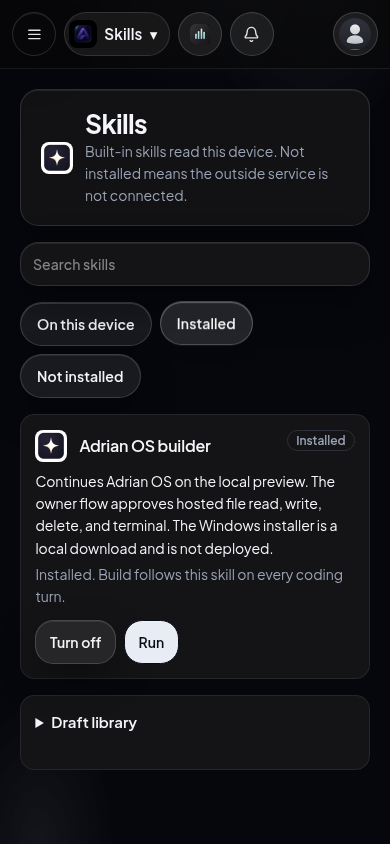 Skills ▾
Skills
Built-in skills read this device. Not
installed means the outside service is
not connected.
Search skills
On this device
Installed
Not installed
Adrian OS builder
Installed
Continues Adrian OS on the local preview. The
owner flow approves hosted file read, write,
delete, and terminal. The Windows installer is a
local download and is not deployed.
Installed. Build follows this skill on every coding
turn.
Turn off
Run
▶ Draft library